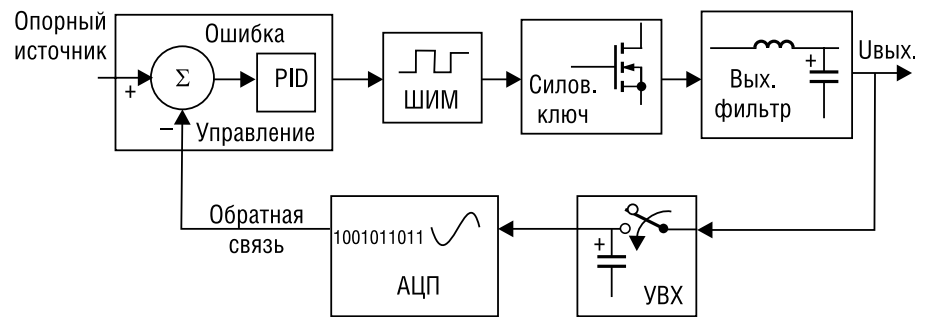 Опорный
источник
+
−
Σ
Ошибка
PID
Управление
ШИМ
Силов.
ключ
+
Вых.
фильтр
Uвых.
Обратная
связь
1001011011
АЦП
+
УВХ